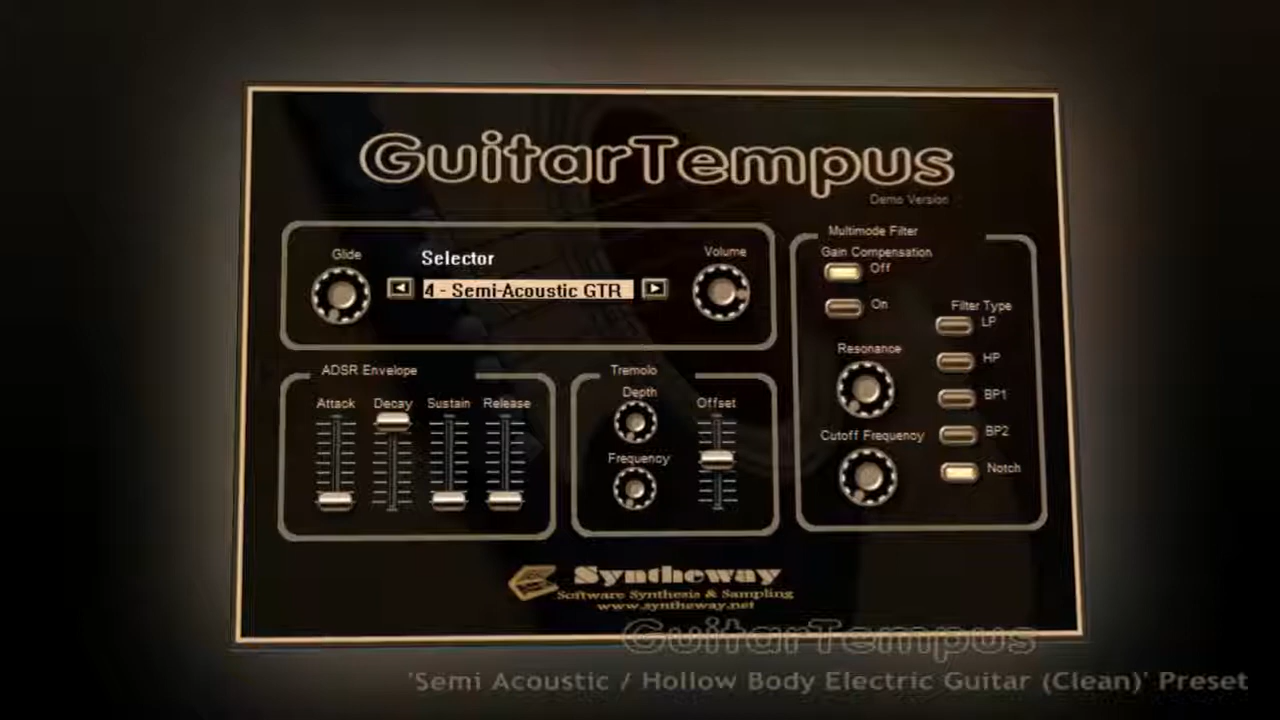 GuitarTempus
Demo Version
Glide
Selector
4 - Semi-Acoustic GTR
Volume
Multimode Filter
Gain Compensation
Off
On
Filter Type
LP
HP
BP1
BP2
Notch
Resonance
Cutoff Frequency
ADSR Envelope
Attack Decay Sustain Release
Tremolo
Depth
Offset
Frequency
Syntheway
Software Synthesis & Sampling
www.syntheway.net
GuitarTempus
'Semi Acoustic / Hollow Body Electric Guitar (Clean)' Preset